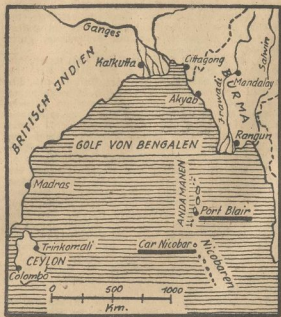 Ganges
Kalkutta
Cittagong
BRITISCH INDIEN
Akyab
Mandalay
BURMA
Irawadi
Salwin
Rangun
GOLF VON BENGALEN
Madras
ANDAMANEN
Port Blair
Trinkomali
Car Nicobar
Nicobaren
CEYLON
Colombo
0 500 1000
Km.